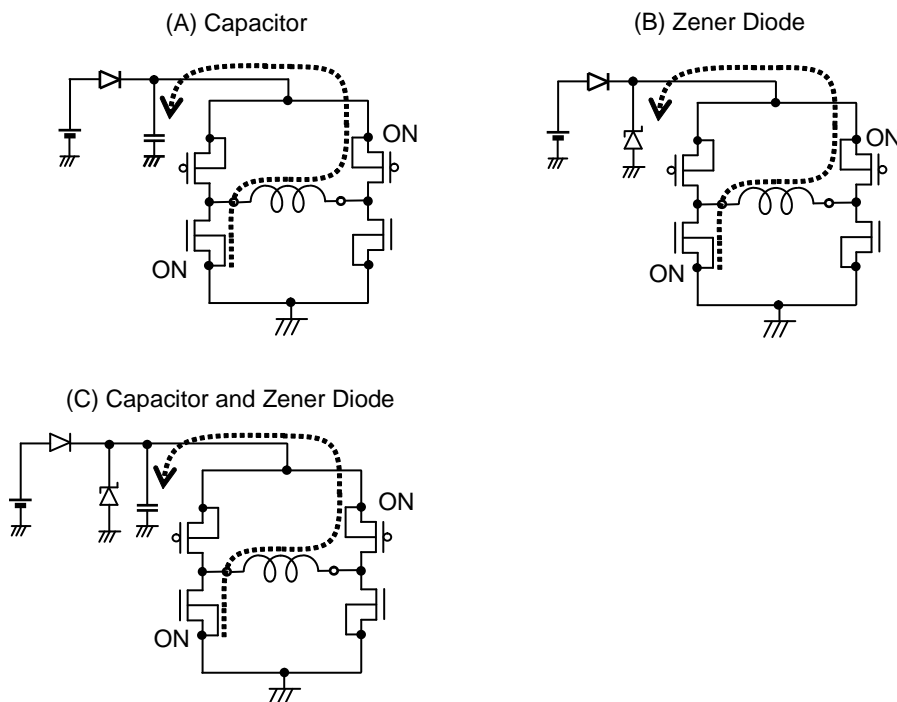 (A) Capacitor
(B) Zener Diode
ON
ON
ON
ON
(C) Capacitor and Zener Diode
ON
ON